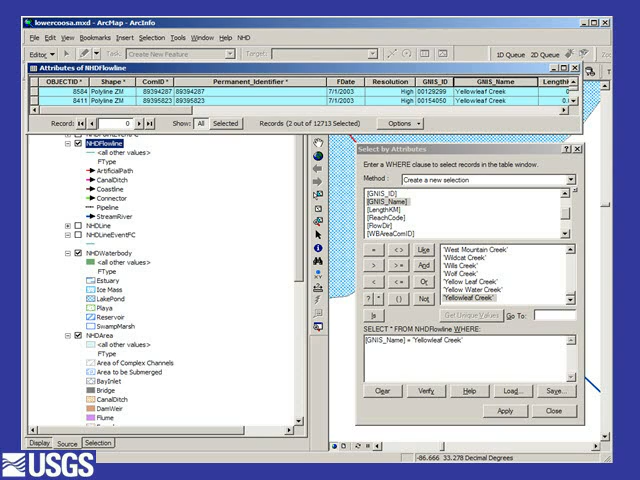 lowercoosa.mxd - ArcMap - ArcInfo
File Edit View Bookmarks Insert Selection Tools Window Help NHD
Editor Task: Create New Feature Target: 1D Queue 2D Queue
Attributes of NHDFlowline
OBJECTID * Shape * ComID * Permanent_Identifier * FDate Resolution GNIS_ID GNIS_Name Length
8584 Polyline ZM 89394287 89394287 7/1/2003 High 00129299 Yellowleaf Creek
8411 Polyline ZM 89395823 89395823 7/1/2003 High 00154050 Yellowleaf Creek
Record: 0 Show: All Selected Records (2 out of 12713 Selected) Options
NHDFlowline
<all other values>
FType
ArtificialPath
CanalDitch
Coastline
Connector
Pipeline
StreamRiver
NHDLine
NHDLineEventFC
NHDWaterbody
<all other values>
FType
Estuary
Ice Mass
LakePond
Playa
Reservoir
SwampMarsh
NHDArea
<all other values>
FType
Area of Complex Channels
Area to be Submerged
BayInlet
Bridge
CanalDitch
DamWeir
Flume
Display Source Selection
Select by Attributes
Enter a WHERE clause to select records in the table window.
Method : Create a new selection
[GNIS_ID]
[GNIS_Name]
[LengthKM]
[ReachCode]
[FlowDir]
[WBAreaComID]
= < > Like
> > = And
< < = Or
? * ( ) Not
Is
'West Mountain Creek'
'Wildcat Creek'
'Wills Creek'
'Wolf Creek'
'Yellow Leaf Creek'
'Yellow Water Creek'
'Yellowleaf Creek'
Get Unique Values Go To:
SELECT * FROM NHDFlowline WHERE:
[GNIS_Name] = 'Yellowleaf Creek'
Clear Verify Help Load... Save...
Apply Close
-86.666 33.278 Decimal Degrees
USGS